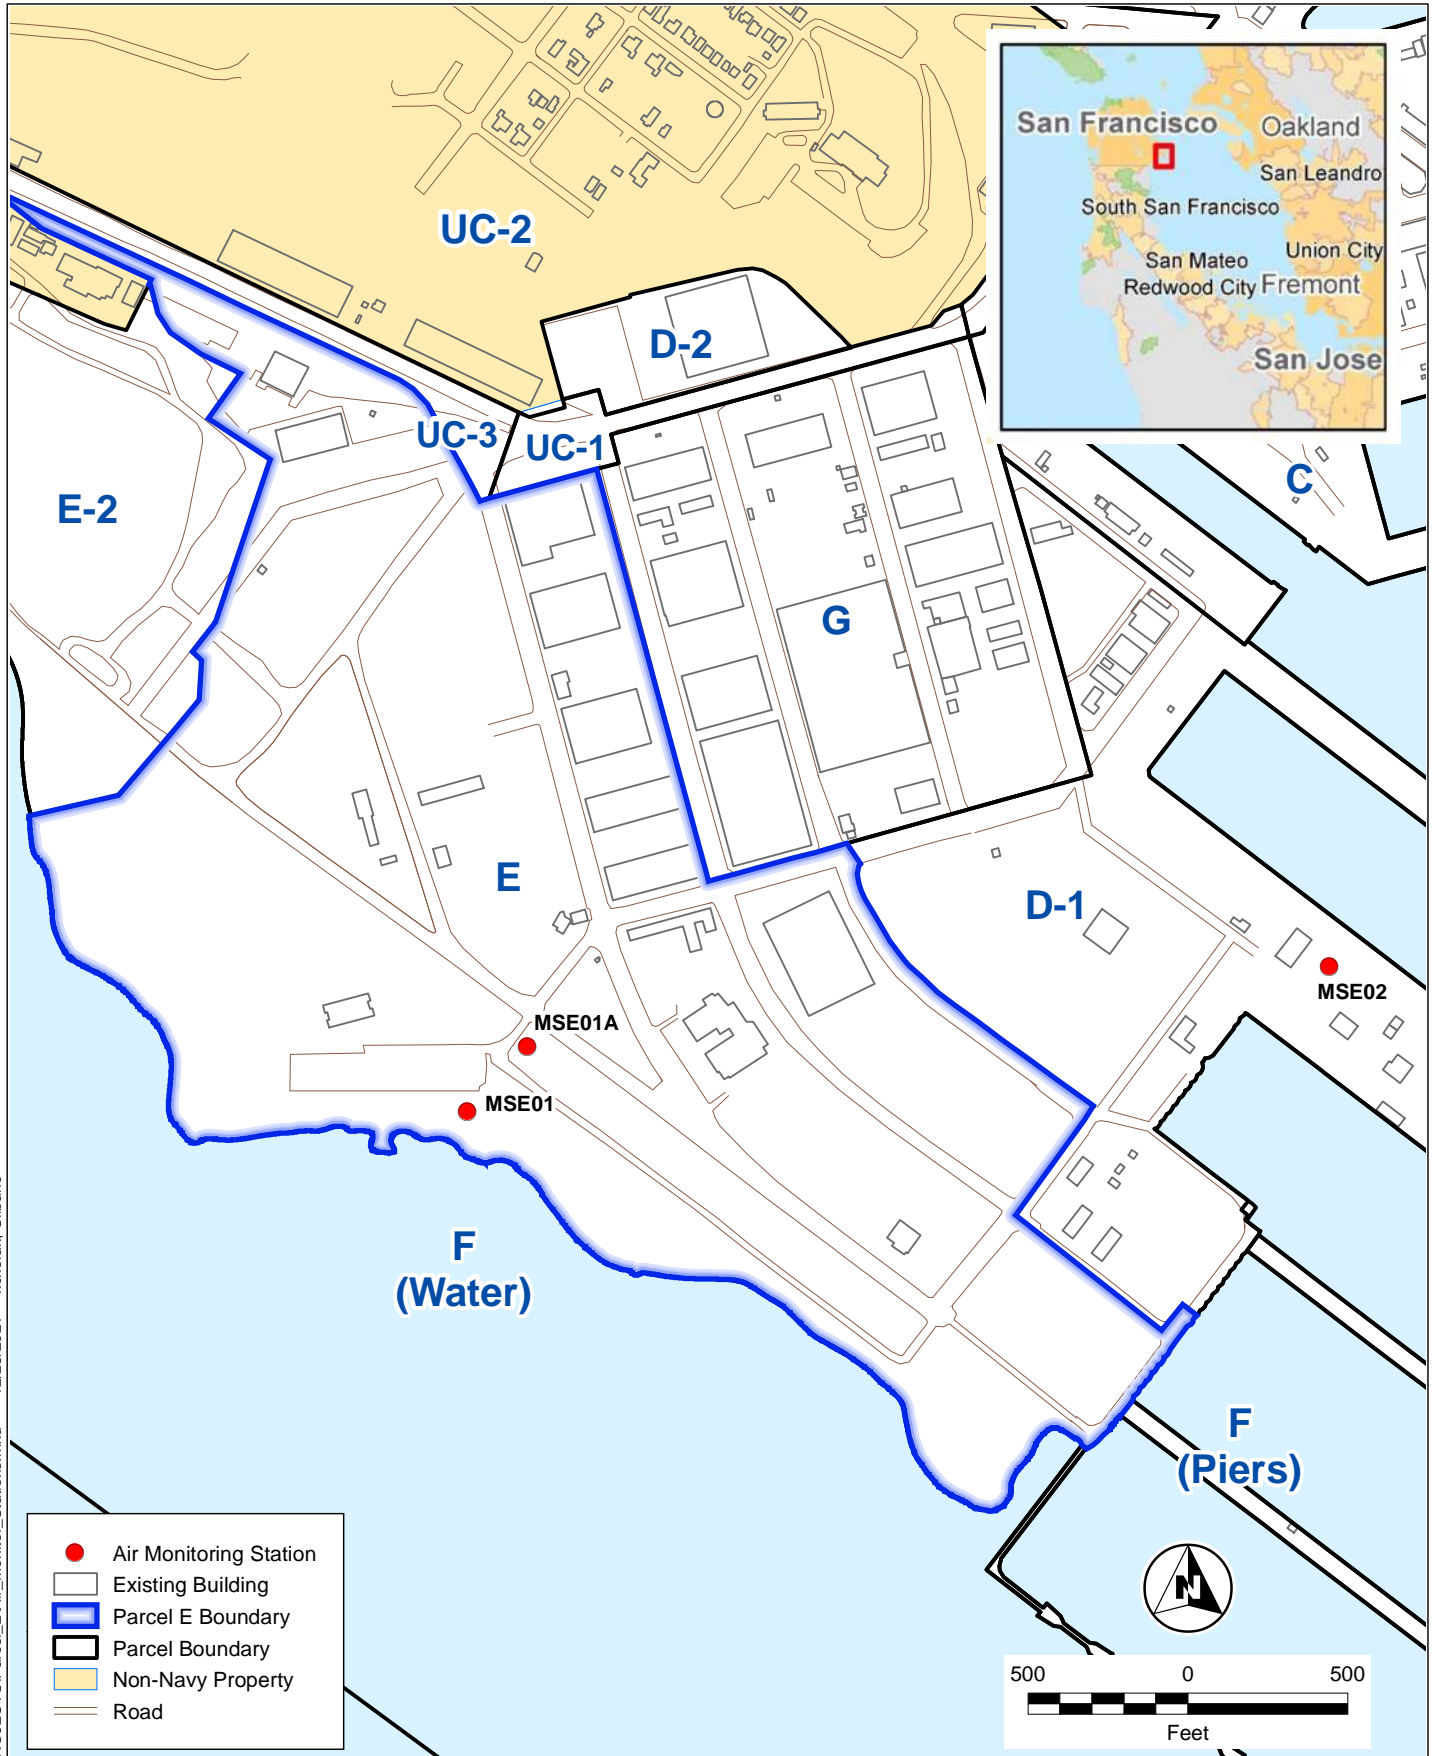 San Francisco
Oakland
San Leandro
South San Francisco
Union City
San Mateo
Redwood City
Fremont
San Jose
UC-2
D-2
UC-3
UC-1
C
E-2
G
E
D-1
MSE02
MSE01A
MSE01
F
(Water)
F
(Piers)
N
Air Monitoring Station
Existing Building
Parcel E Boundary
Parcel Boundary
Non-Navy Property
Road
500 0 500
Feet